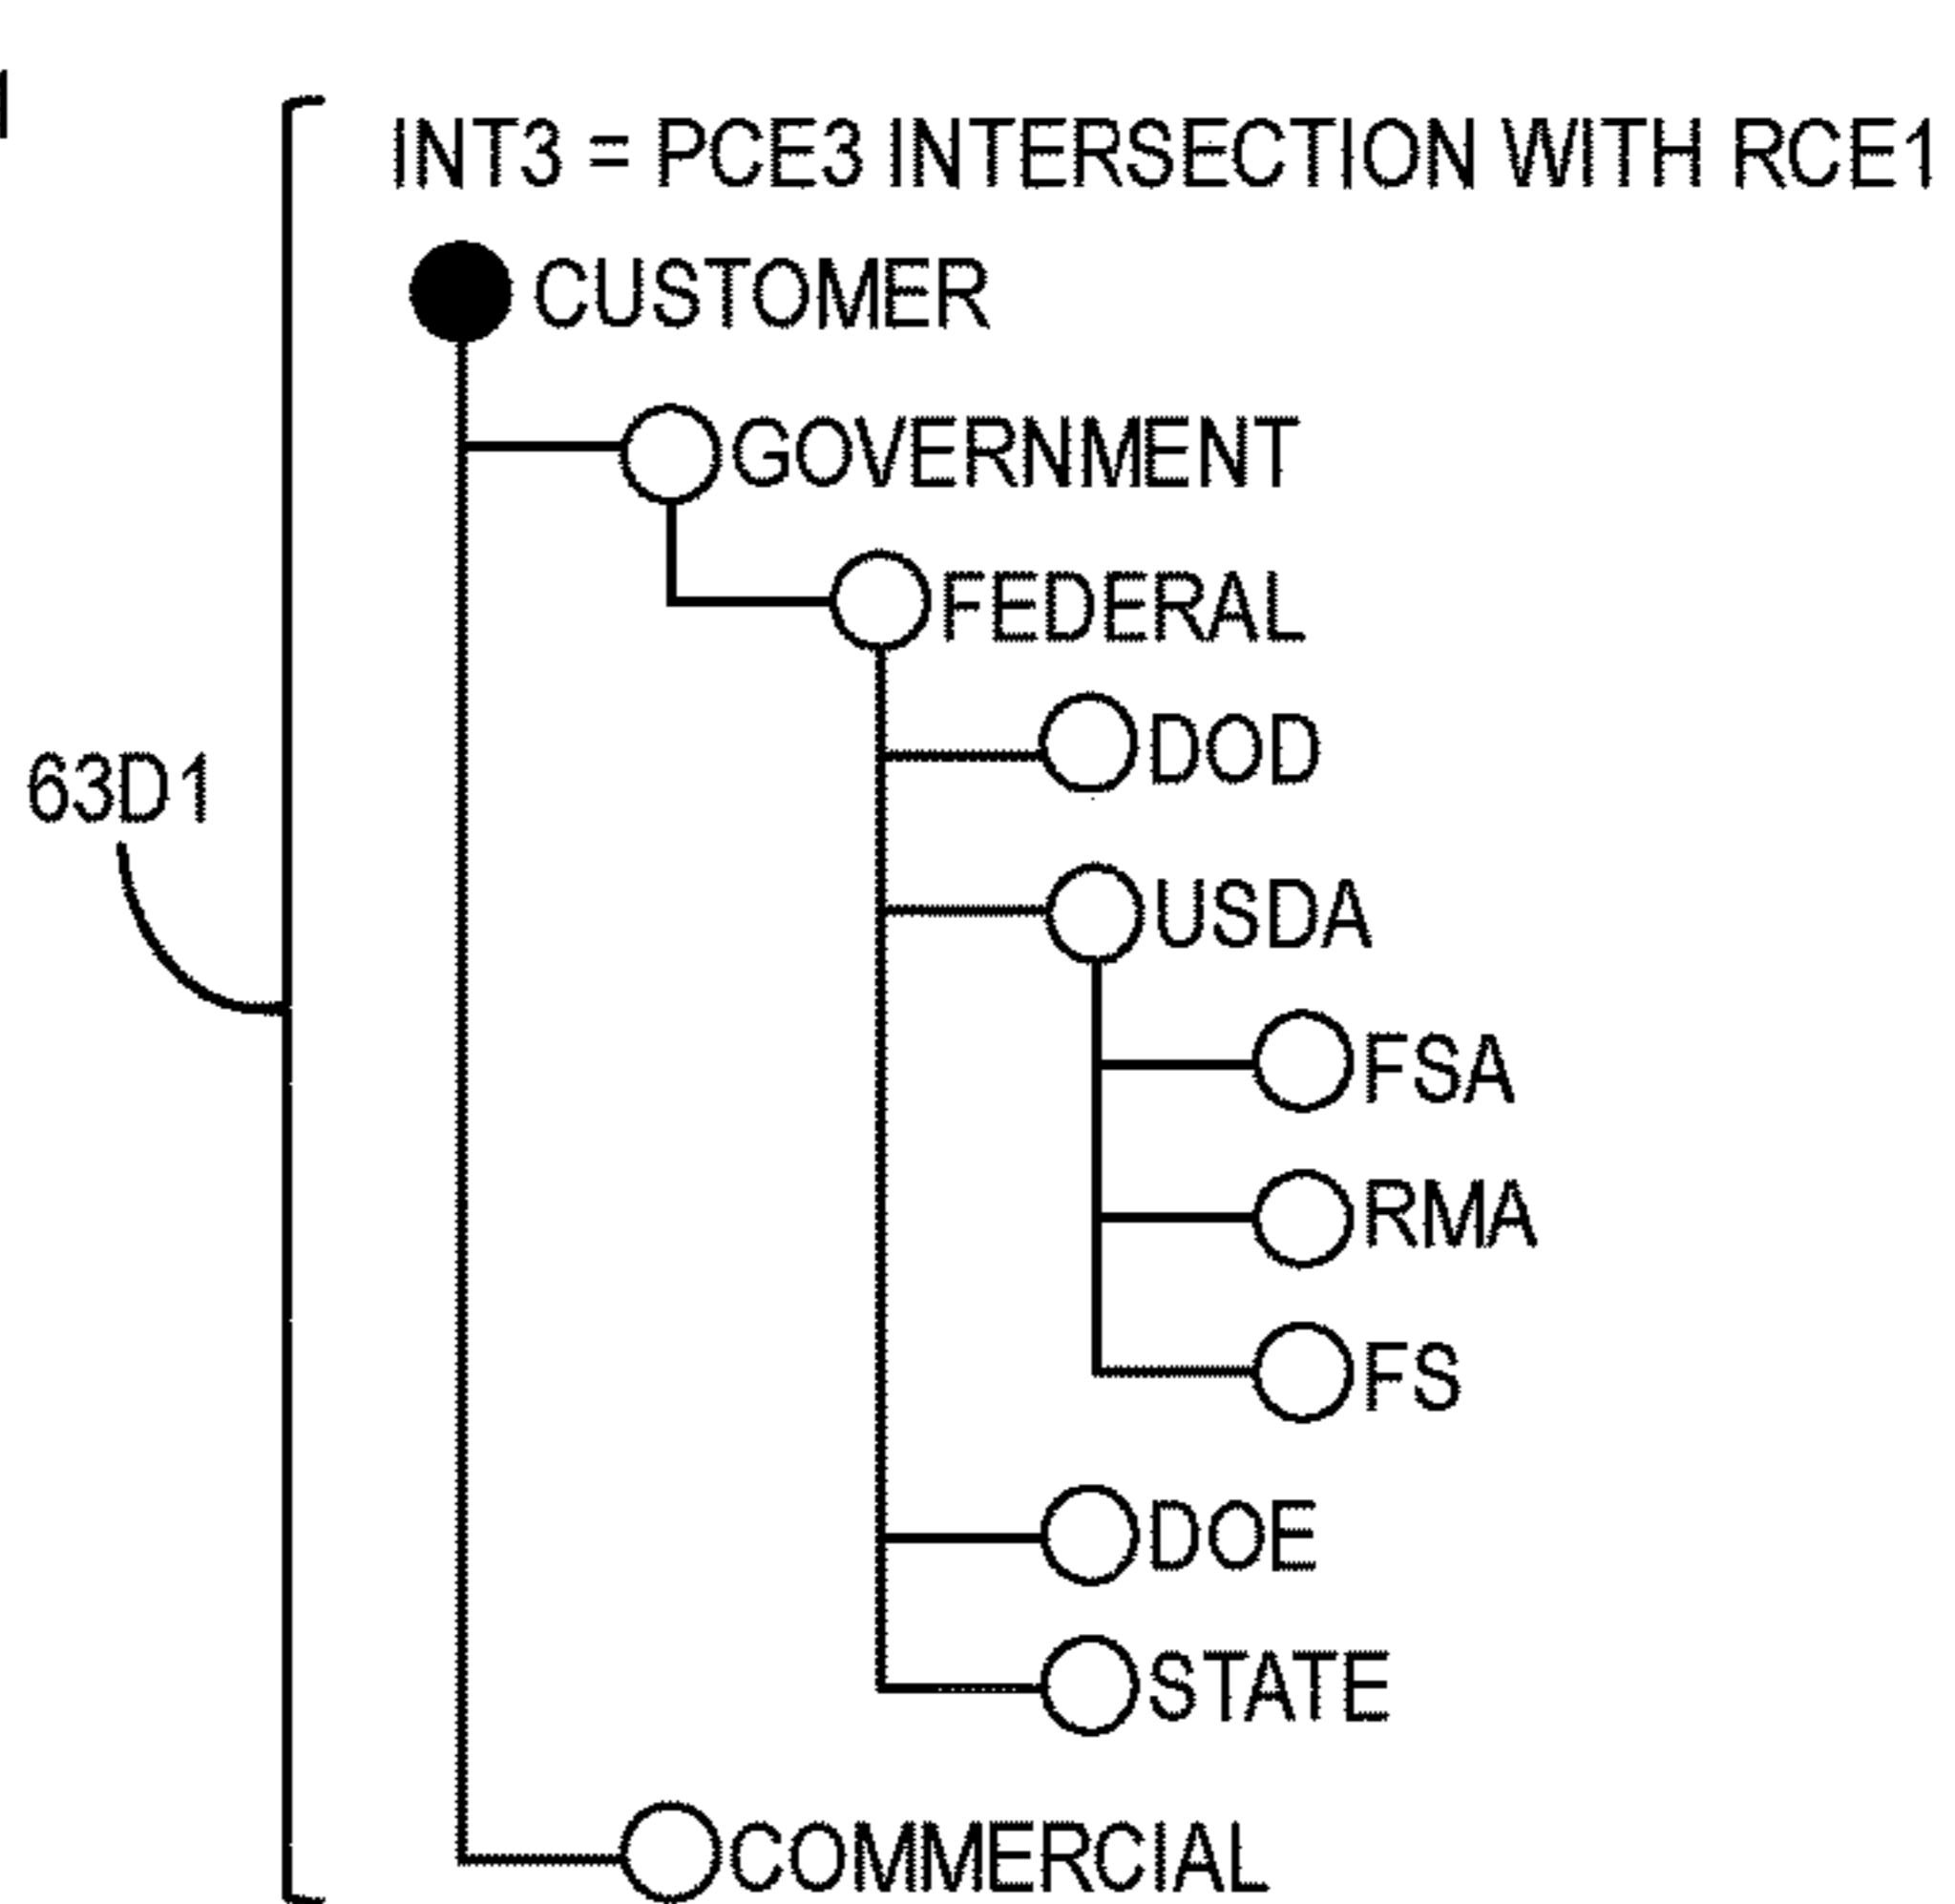 INT3 = PCE3 INTERSECTION WITH RCE1
CUSTOMER
GOVERNMENT
FEDERAL
DOD
63D1
USDA
FSA
RMA
FS
DOE
STATE
COMMERCIAL